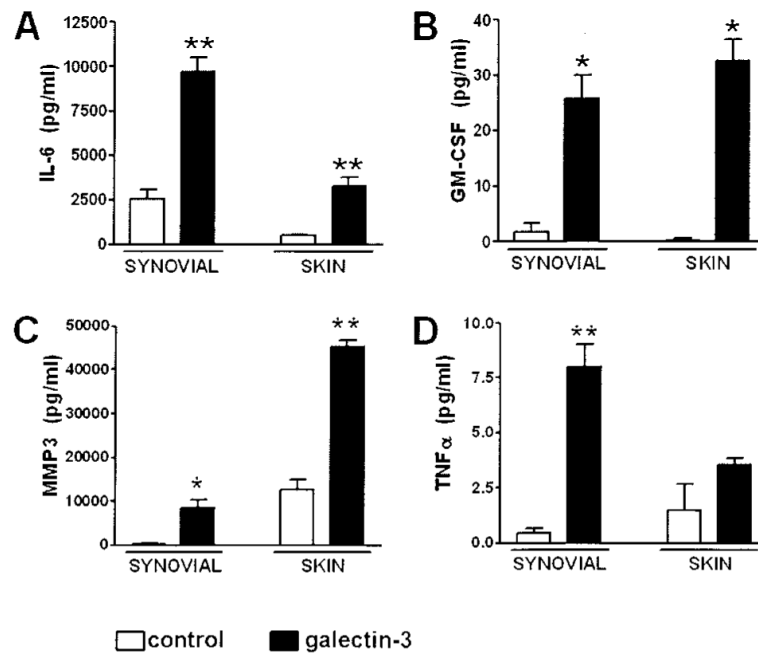 A
IL-6 (pg/ml)
12500
10000
7500
5000
2500
0
**
**
SYNOVIAL
SKIN
B
GM-CSF (pg/ml)
40
30
20
10
0
*
*
SYNOVIAL
SKIN
C
MMP3 (pg/ml)
50000
40000
30000
20000
10000
0
*
**
SYNOVIAL
SKIN
D
TNFα (pg/ml)
10.0
7.5
5.0
2.5
0.0
**
SYNOVIAL
SKIN
control
galectin-3